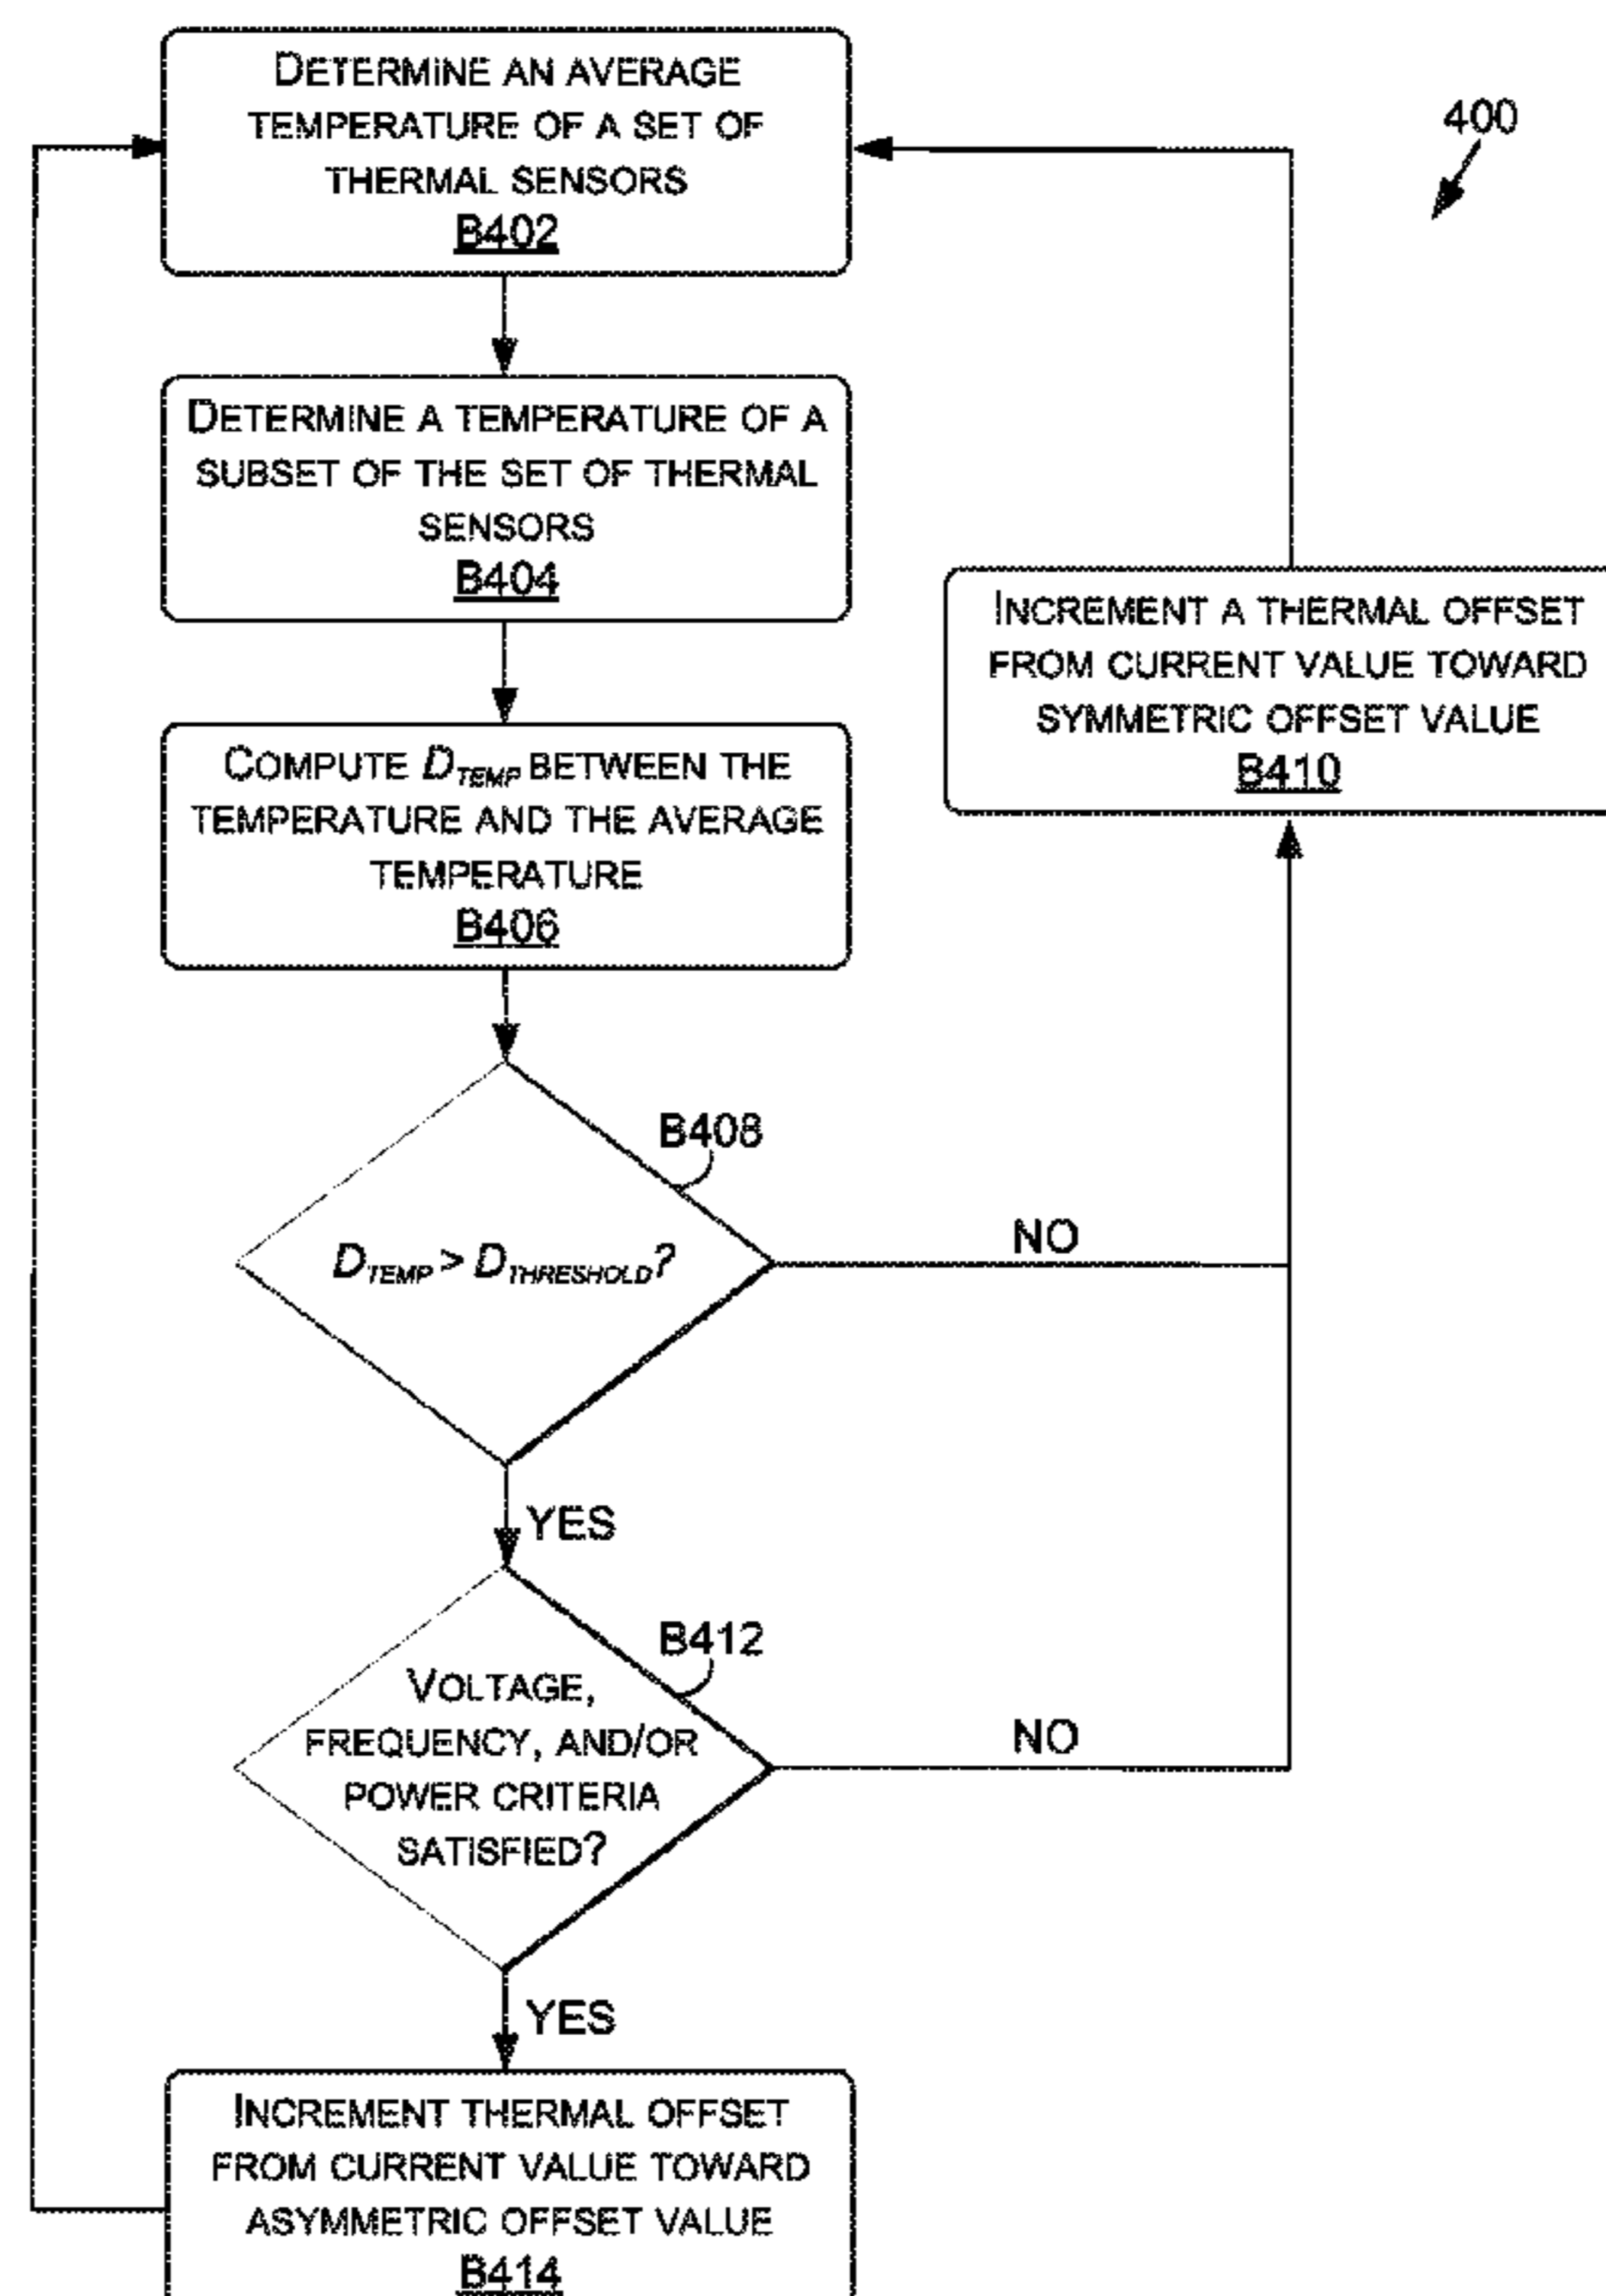 DETERMINE AN AVERAGE
TEMPERATURE OF A SET OF
THERMAL SENSORS
B402
400
DETERMINE A TEMPERATURE OF A
SUBSET OF THE SET OF THERMAL
SENSORS
B404
INCREMENT A THERMAL OFFSET
FROM CURRENT VALUE TOWARD
SYMMETRIC OFFSET VALUE
B410
COMPUTE D_TEMP BETWEEN THE
TEMPERATURE AND THE AVERAGE
TEMPERATURE
B406
B408
D_TEMP > D_THRESHOLD?
NO
YES
B412
VOLTAGE,
FREQUENCY, AND/OR
POWER CRITERIA
SATISFIED?
NO
YES
INCREMENT THERMAL OFFSET
FROM CURRENT VALUE TOWARD
ASYMMETRIC OFFSET VALUE
B414